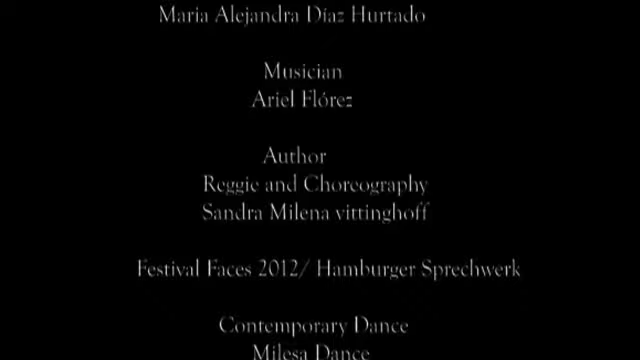 Maria Alejandra Díaz Hurtado
Musician
Ariel Flórez
Author
Reggie and Choreography
Sandra Milena vittinghoff
Festival Faces 2012/ Hamburger Sprechwerk
Contemporary Dance
Milesa Dance